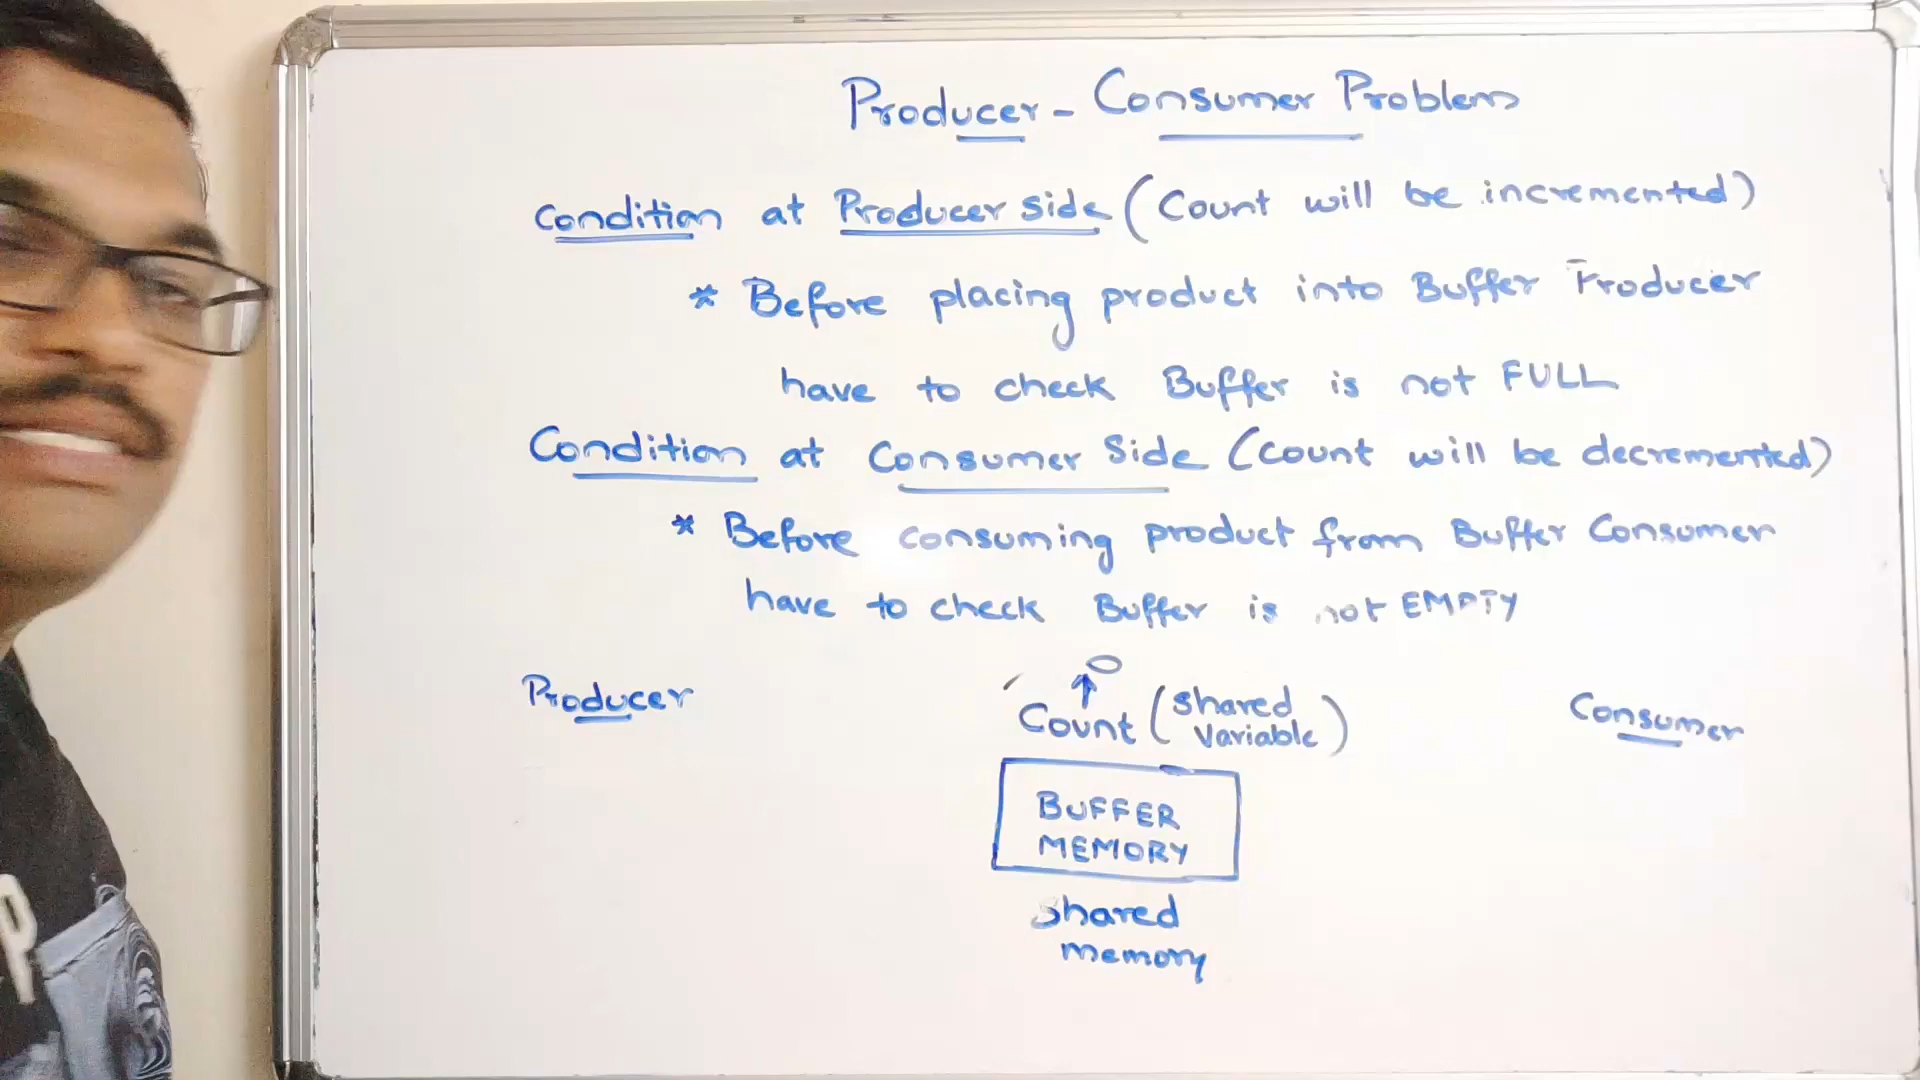 Producer - Consumer Problem
Condition at Producer Side (Count will be incremented)
* Before placing product into Buffer Producer
have to check Buffer is not FULL
Condition at Consumer Side (count will be decremented)
* Before consuming product from Buffer Consumer
have to check Buffer is not EMPTY
Producer
Count (shared variable)
Consumer
BUFFER
MEMORY
shared
memory
P